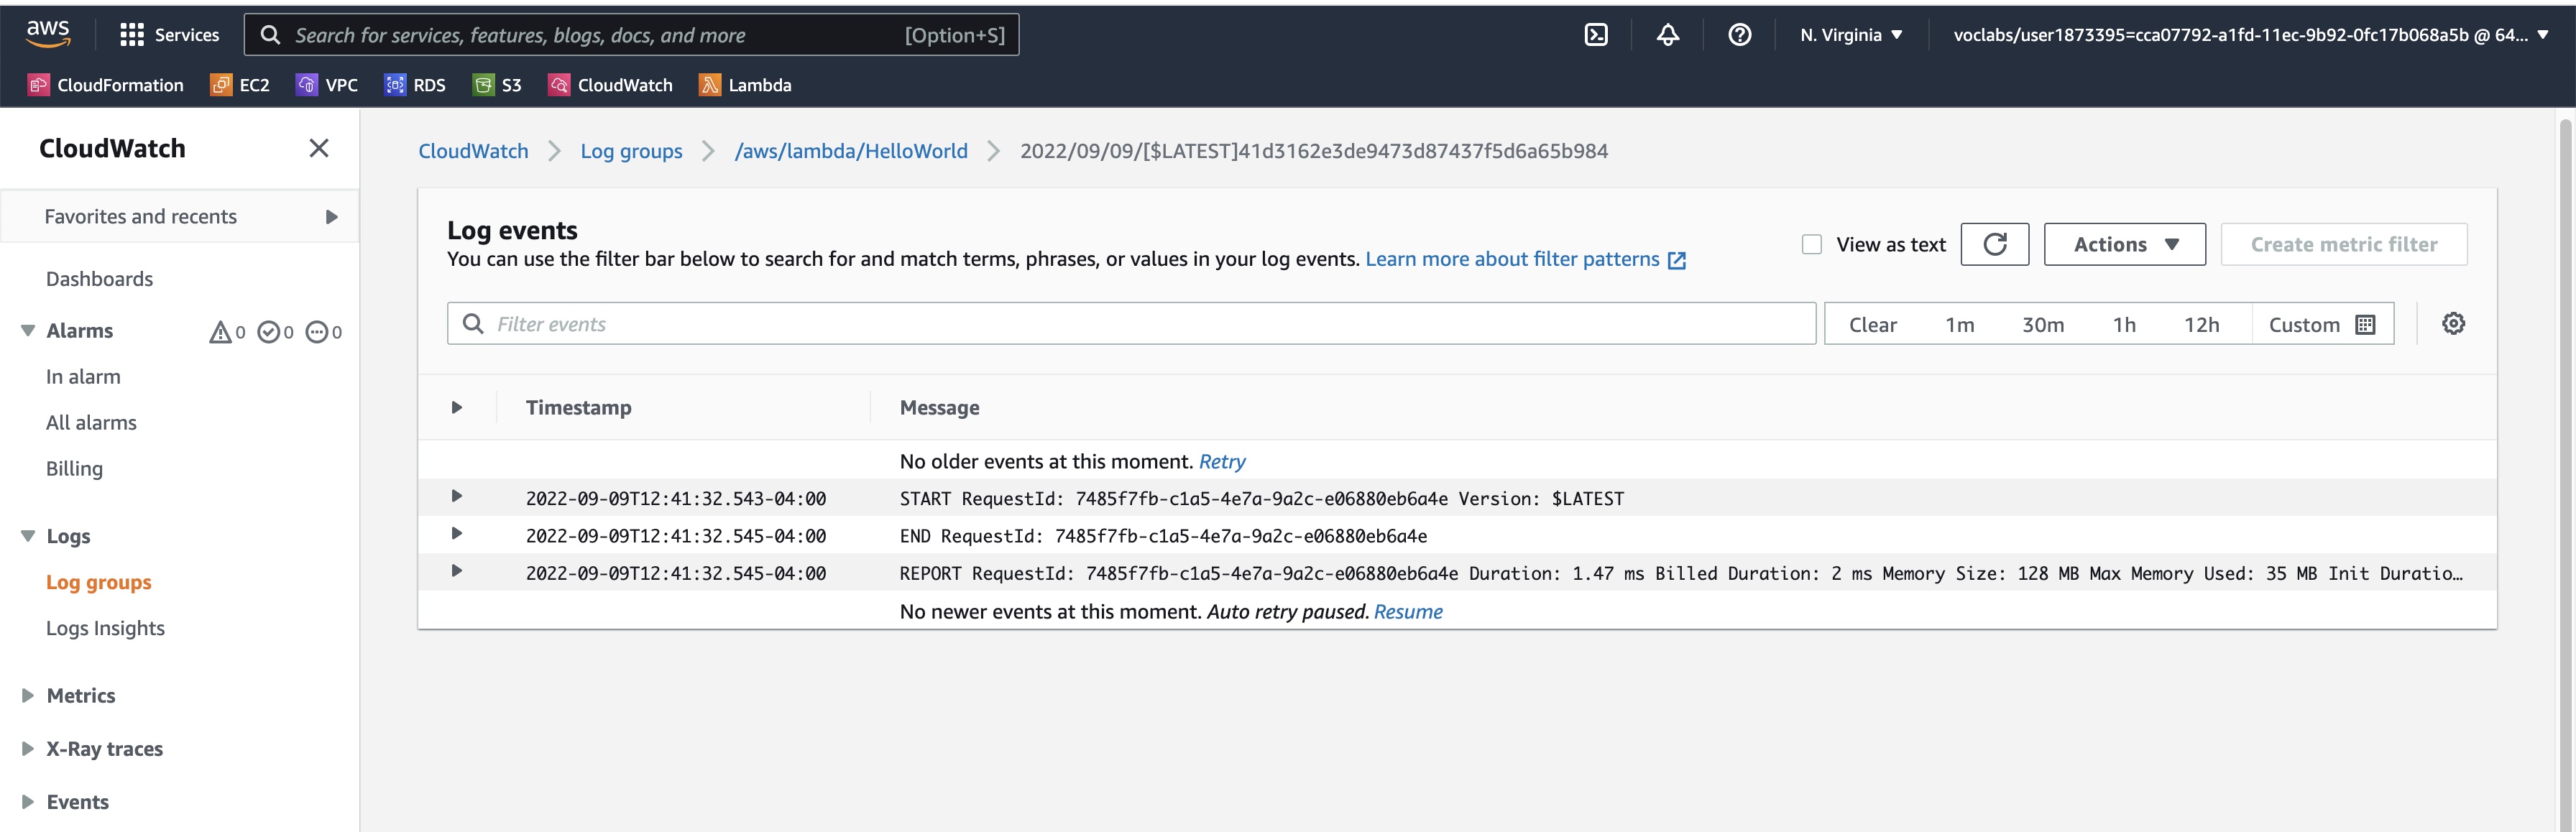 aws
Services
Search for services, features, blogs, docs, and more [Option+S]
N. Virginia
voclabs/user1873395=cca07792-a1fd-11ec-9b92-0fc17b068a5b @ 64...
CloudFormation EC2 VPC RDS S3 CloudWatch Lambda
CloudWatch
Favorites and recents
Dashboards
Alarms 0 0 0
In alarm
All alarms
Billing
Logs
Log groups
Logs Insights
Metrics
X-Ray traces
Events
CloudWatch Log groups /aws/lambda/HelloWorld 2022/09/09/[$LATEST]41d3162e3de9473d87437f5d6a65b984
Log events
You can use the filter bar below to search for and match terms, phrases, or values in your log events. Learn more about filter patterns
View as text
Actions
Create metric filter
Filter events
Clear 1m 30m 1h 12h Custom
Timestamp Message
No older events at this moment. Retry
2022-09-09T12:41:32.543-04:00 START RequestId: 7485f7fb-c1a5-4e7a-9a2c-e06880eb6a4e Version: $LATEST
2022-09-09T12:41:32.545-04:00 END RequestId: 7485f7fb-c1a5-4e7a-9a2c-e06880eb6a4e
2022-09-09T12:41:32.545-04:00 REPORT RequestId: 7485f7fb-c1a5-4e7a-9a2c-e06880eb6a4e Duration: 1.47 ms Billed Duration: 2 ms Memory Size: 128 MB Max Memory Used: 35 MB Init Duratio…
No newer events at this moment. Auto retry paused. Resume